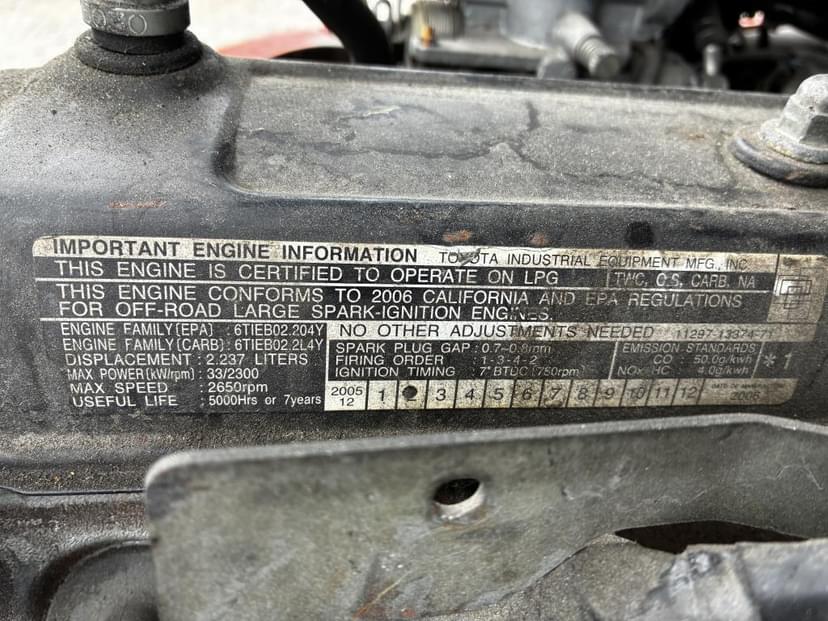 IMPORTANT ENGINE INFORMATION TOYOTA INDUSTRIAL EQUIPMENT MFG., INC
THIS ENGINE IS CERTIFIED TO OPERATE ON LPG TWC, O.S. CARB, NA
THIS ENGINE CONFORMS TO 2006 CALIFORNIA AND EPA REGULATIONS
FOR OFF-ROAD LARGE SPARK-IGNITION ENGINES.
ENGINE FAMILY (EPA) : 6TIEB02.204Y
ENGINE FAMILY (CARB) : 6TIEB02.2L4Y
DISPLACEMENT : 2.237 LITERS
MAX POWER (kW/rpm) : 33/2300
MAX SPEED : 2650rpm
USEFUL LIFE : 5000Hrs or 7years
NO OTHER ADJUSTMENTS NEEDED
SPARK PLUG GAP : 0.7-0.8mm
FIRING ORDER : 1-3-4-2
IGNITION TIMING : 7° BTDC (750rpm)
EMISSION STANDARDS
CO : 50.0g/kWh
NOx+HC : 4.0g/kWh
*1
2005 12 1 2 3 4 5 6 7 8 9 10 11 12 2006